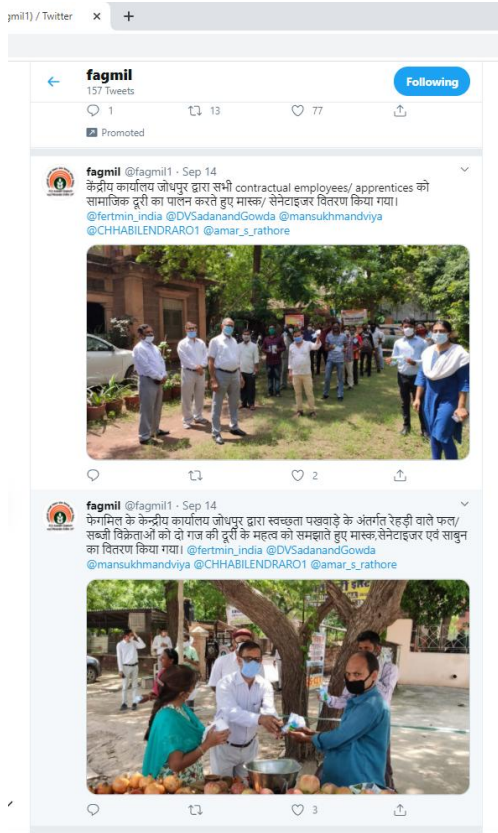 gmil1) / Twitter
fagmil
157 Tweets
Following
1 13 77
Promoted
fagmil @fagmil1 · Sep 14
केंद्रीय कार्यालय जोधपुर द्वारा सभी contractual employees/ apprentices को
सामाजिक दूरी का पालन करते हुए मास्क/ सेनेटाइजर वितरण किया गया।
@fertmin_india @DVSadanandGowda @mansukhmandviya
@CHHABILENDRARO1 @amar_s_rathore
2
fagmil @fagmil1 · Sep 14
फेगमिल के केन्द्रीय कार्यालय जोधपुर द्वारा स्वच्छता पखवाड़े के अंतर्गत रेहड़ी वाले फल/
सब्जी विक्रेताओं को दो गज की दूरी के महत्व को समझाते हुए मास्क,सेनेटाइजर एवं साबुन
का वितरण किया गया। @fertmin_india @DVSadanandGowda
@mansukhmandviya @CHHABILENDRARO1 @amar_s_rathore
3